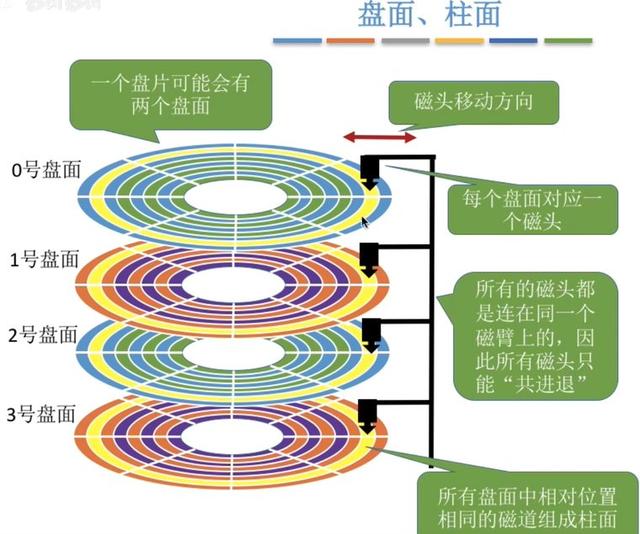 盘面、柱面
一个盘片可能会有
两个盘面
磁头移动方向
0号盘面
每个盘面对应一
个磁头
1号盘面
所有的磁头都
是连在同一个
磁臂上的，因
此所有磁头只
能“共进退”
2号盘面
3号盘面
所有盘面中相对位置
相同的磁道组成柱面